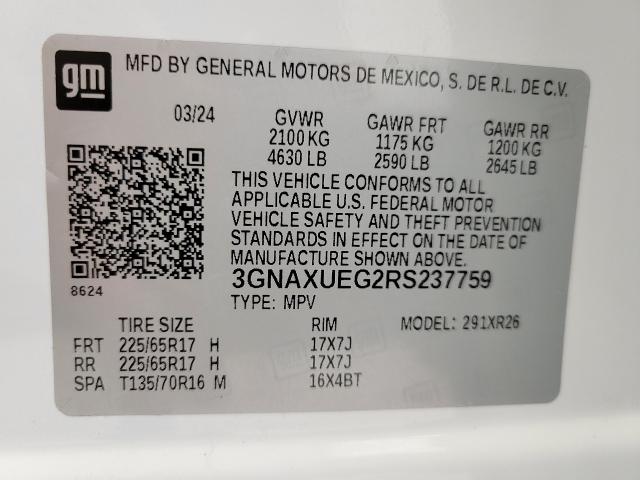 gm
MFD BY GENERAL MOTORS DE MEXICO, S. DE R.L. DE C.V.
03/24 GVWR GAWR FRT GAWR RR
2100 KG 1175 KG 1200 KG
4630 LB 2590 LB 2645 LB
THIS VEHICLE CONFORMS TO ALL
APPLICABLE U.S. FEDERAL MOTOR
VEHICLE SAFETY AND THEFT PREVENTION
STANDARDS IN EFFECT ON THE DATE OF
MANUFACTURE SHOWN ABOVE.
8624 3GNAXUEG2RS237759
TYPE: MPV
TIRE SIZE RIM MODEL: 291XR26
FRT 225/65R17 H 17X7J
RR 225/65R17 H 17X7J
SPA T135/70R16 M 16X4BT